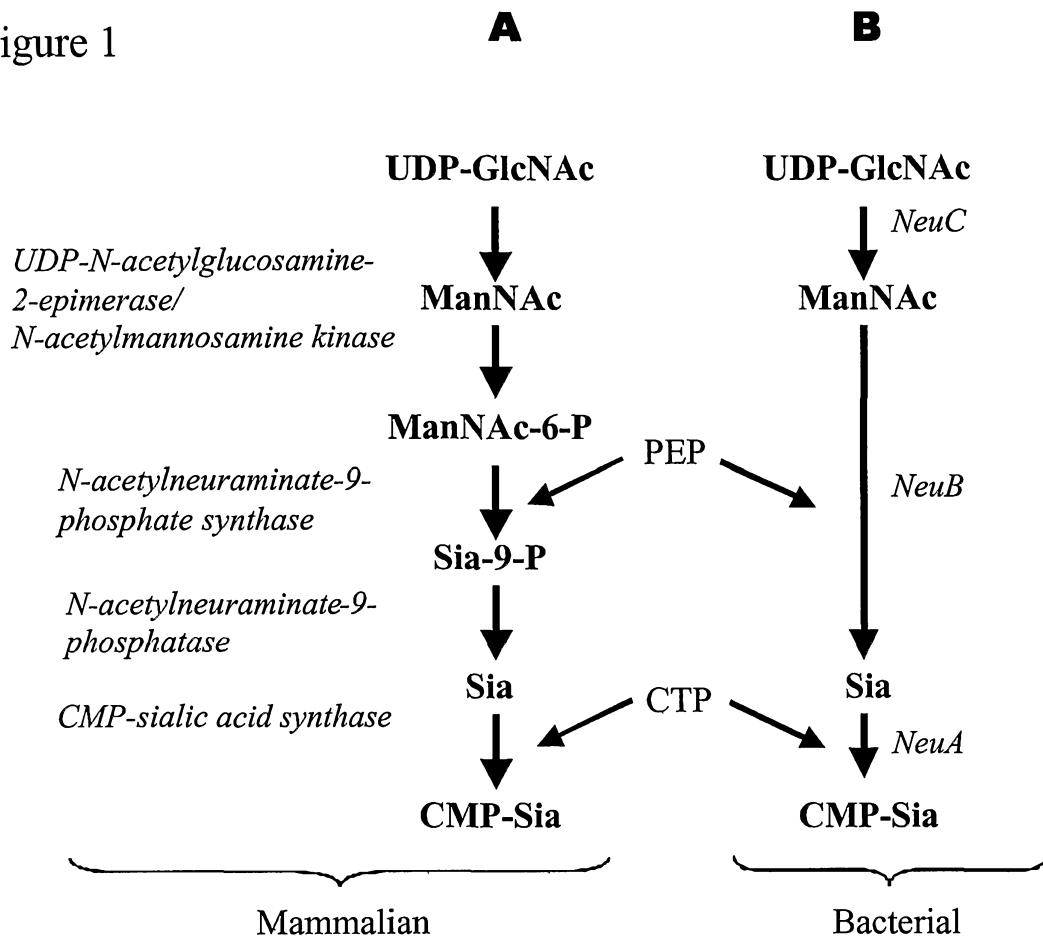 igure 1
A
B
UDP-GlcNAc
UDP-GlcNAc
NeuC
UDP-N-acetylglucosamine-
2-epimerase/
N-acetylmannosamine kinase
ManNAc
ManNAc
ManNAc-6-P
PEP
N-acetylneuraminate-9-
phosphate synthase
NeuB
Sia-9-P
N-acetylneuraminate-9-
phosphatase
Sia
CTP
Sia
CMP-sialic acid synthase
NeuA
CMP-Sia
CMP-Sia
Mammalian
Bacterial